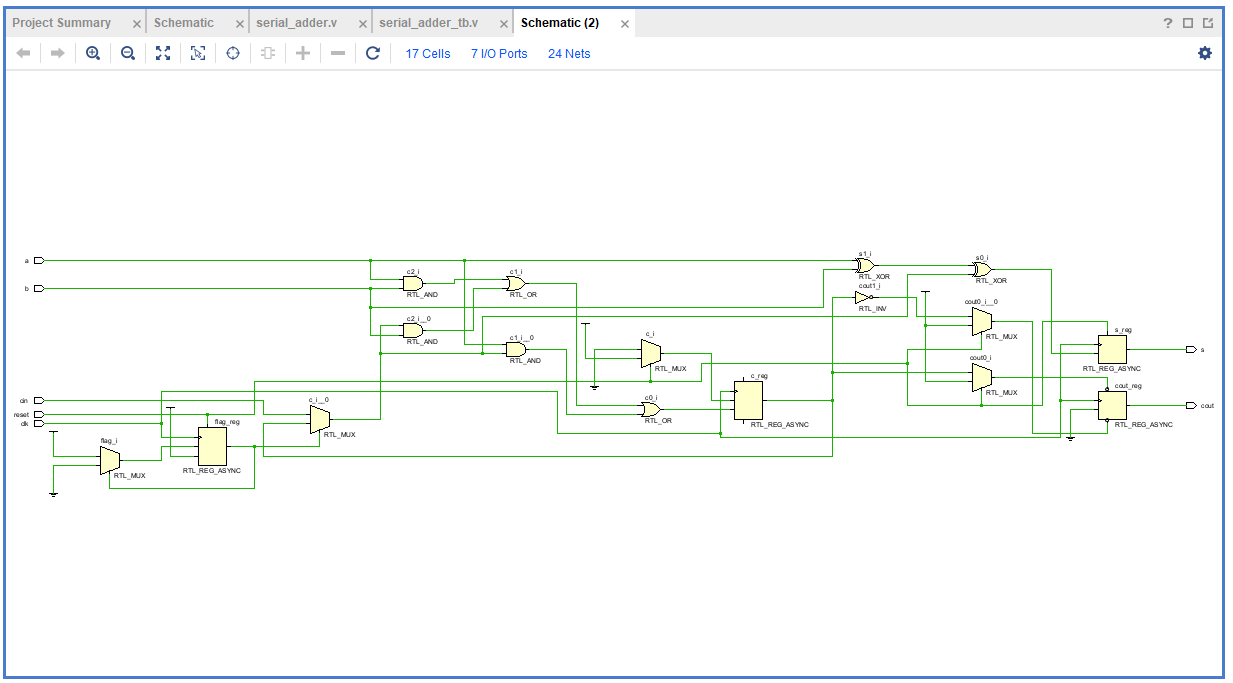 Project Summary
Schematic
serial_adder.v
serial_adder_tb.v
Schematic (2)
?
17 Cells
7 I/O Ports
24 Nets
a
b
cin
reset
clk
c2_i
RTL_AND
c1_i
RTL_OR
c2_i__0
RTL_AND
c1_i__0
RTL_AND
s1_i
RTL_XOR
s0_i
RTL_XOR
cout1_i
RTL_INV
cout0_i__0
RTL_MUX
cout0_i
RTL_MUX
c_i
RTL_MUX
c_reg
RTL_REG_ASYNC
c0_i
RTL_OR
c_i__0
RTL_MUX
flag_i
RTL_MUX
flag_reg
RTL_REG_ASYNC
s_reg
RTL_REG_ASYNC
cout_reg
RTL_REG_ASYNC
s
cout